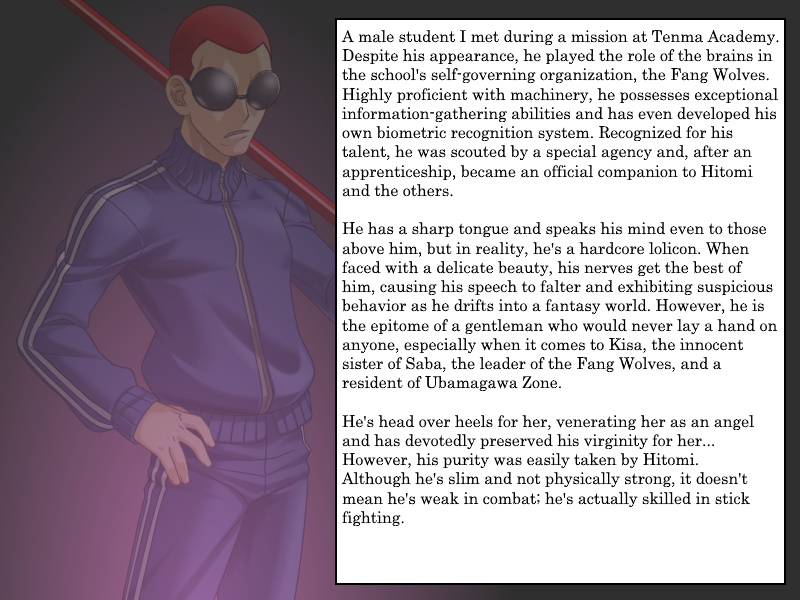 A male student I met during a mission at Tenma Academy.
Despite his appearance, he played the role of the brains in
the school's self-governing organization, the Fang Wolves.
Highly proficient with machinery, he possesses exceptional
information-gathering abilities and has even developed his
own biometric recognition system. Recognized for his
talent, he was scouted by a special agency and, after an
apprenticeship, became an official companion to Hitomi
and the others.

He has a sharp tongue and speaks his mind even to those
above him, but in reality, he's a hardcore lolicon. When
faced with a delicate beauty, his nerves get the best of
him, causing his speech to falter and exhibiting suspicious
behavior as he drifts into a fantasy world. However, he is
the epitome of a gentleman who would never lay a hand on
anyone, especially when it comes to Kisa, the innocent
sister of Saba, the leader of the Fang Wolves, and a
resident of Ubamagawa Zone.

He's head over heels for her, venerating her as an angel
and has devotedly preserved his virginity for her...
However, his purity was easily taken by Hitomi.
Although he's slim and not physically strong, it doesn't
mean he's weak in combat; he's actually skilled in stick
fighting.